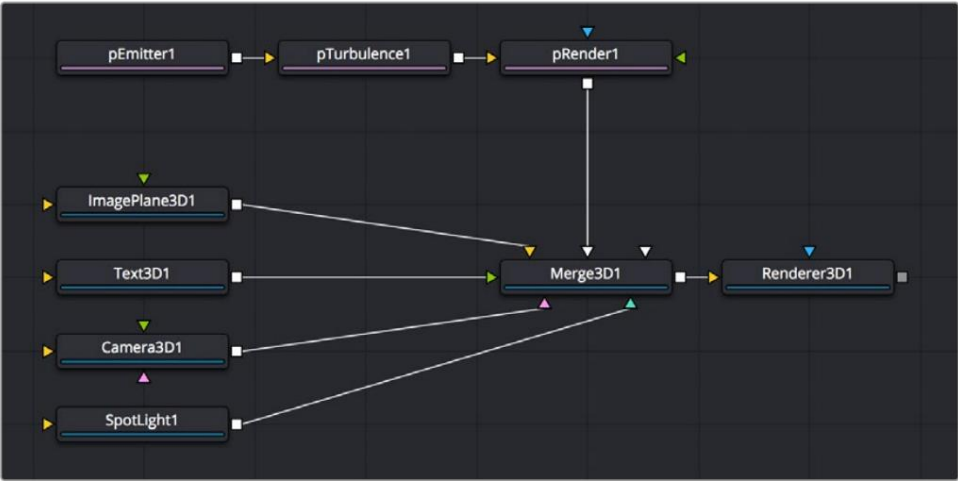 pEmitter1
pTurbulence1
pRender1
ImagePlane3D1
Text3D1
Merge3D1
Renderer3D1
Camera3D1
SpotLight1